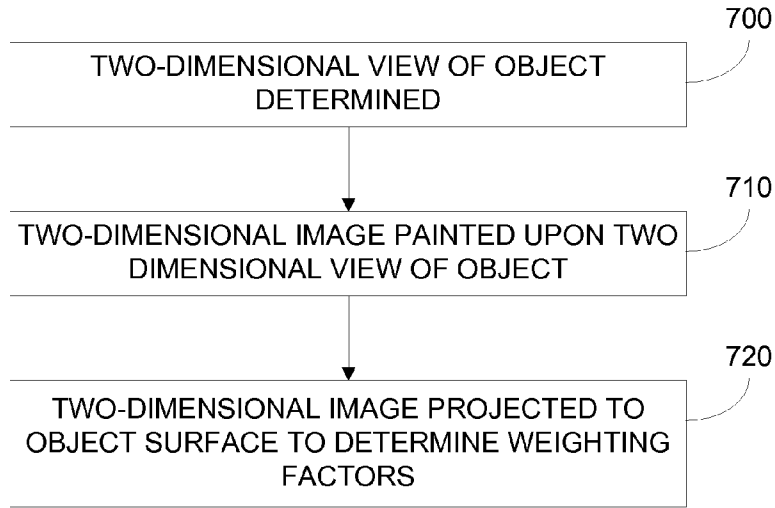 700
TWO-DIMENSIONAL VIEW OF OBJECT
DETERMINED
710
TWO-DIMENSIONAL IMAGE PAINTED UPON TWO
DIMENSIONAL VIEW OF OBJECT
720
TWO-DIMENSIONAL IMAGE PROJECTED TO
OBJECT SURFACE TO DETERMINE WEIGHTING
FACTORS